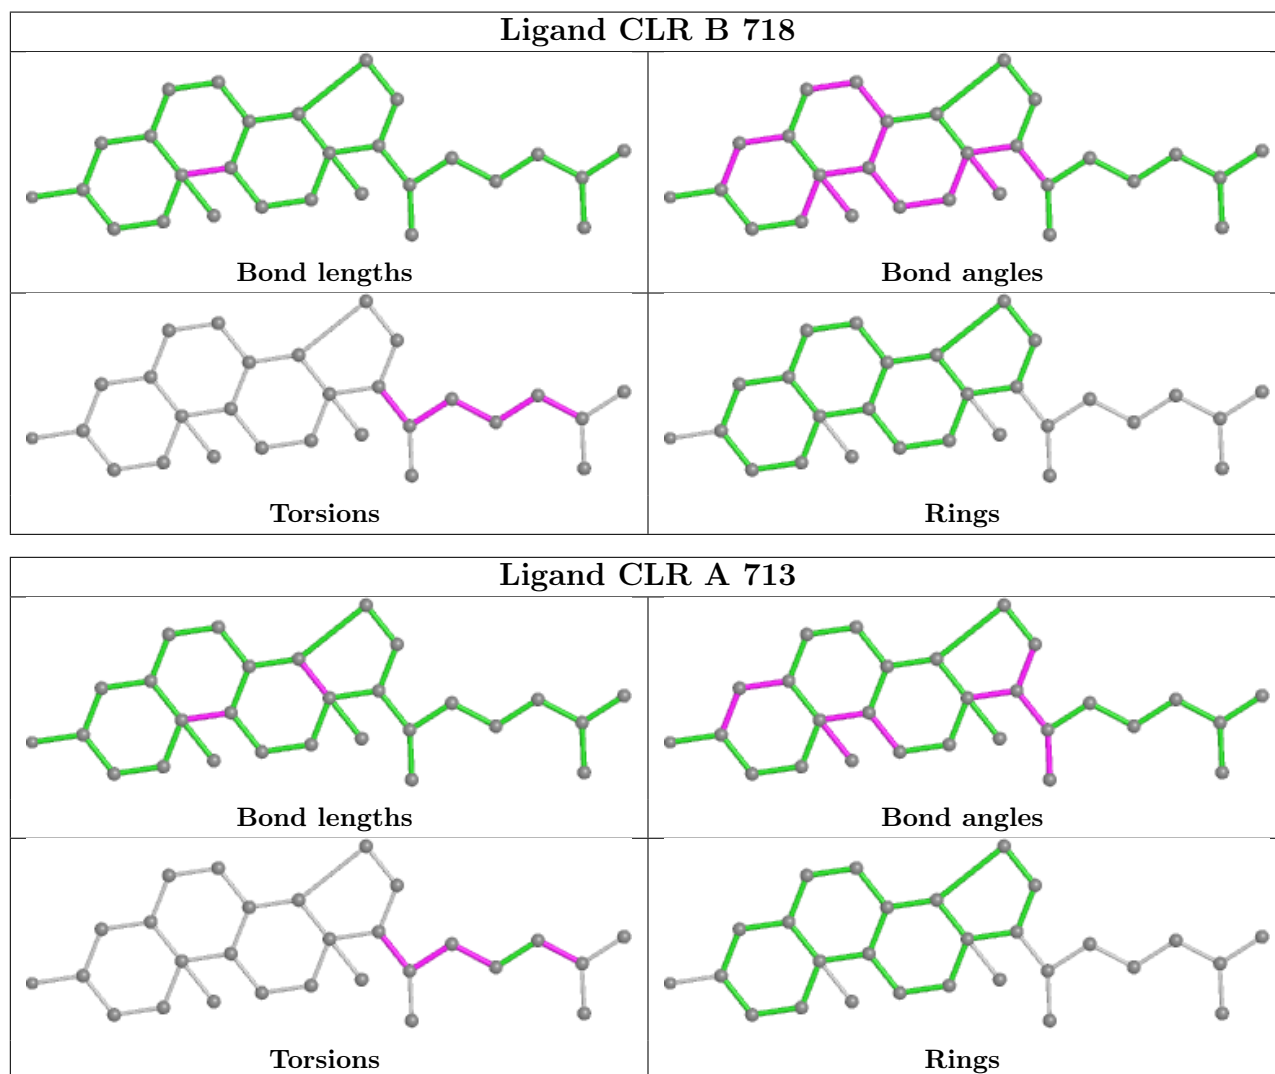 Ligand CLR B 718
Bond lengths
Bond angles
Torsions
Rings
Ligand CLR A 713
Bond lengths
Bond angles
Torsions
Rings